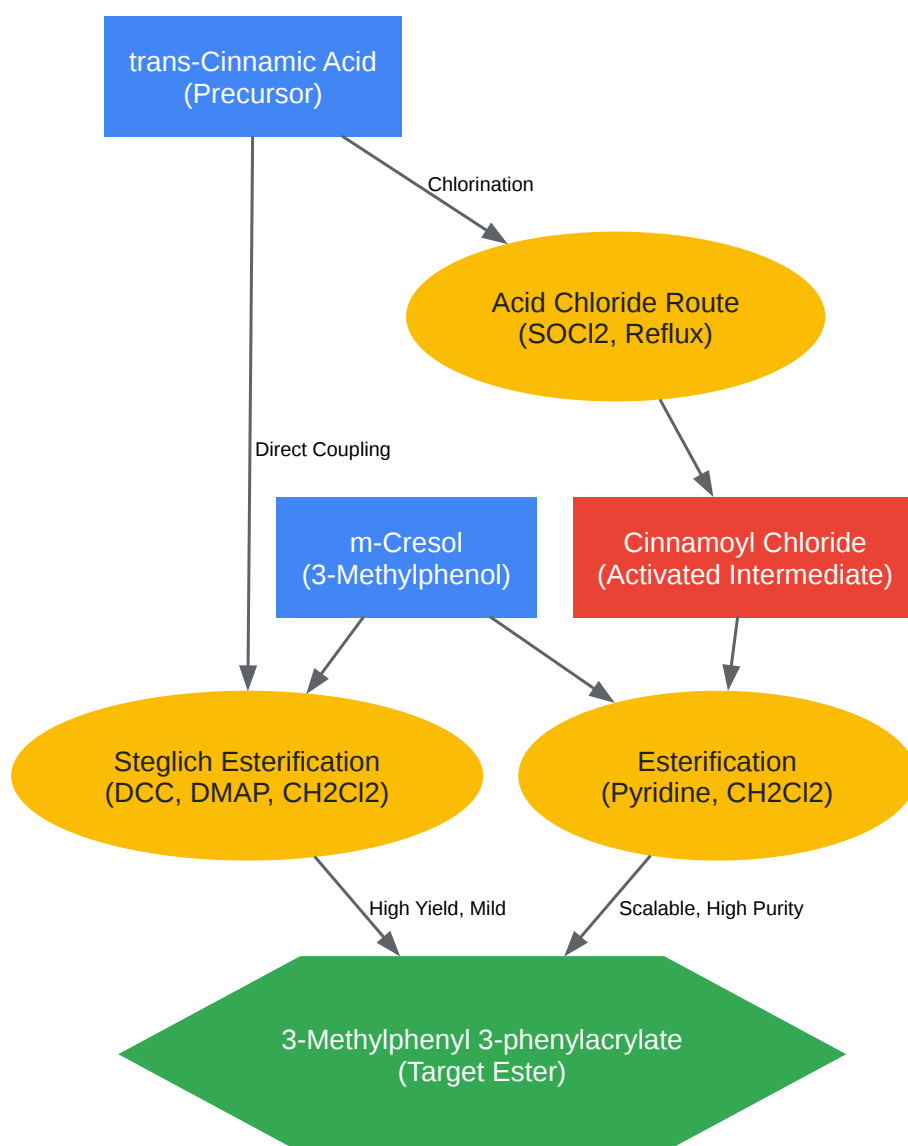 trans-Cinnamic Acid
(Precursor)
Chlorination
Acid Chloride Route
(SOCl2, Reflux)
Direct Coupling
m-Cresol
(3-Methylphenol)
Cinnamoyl Chloride
(Activated Intermediate)
Steglich Esterification
(DCC, DMAP, CH2Cl2)
Esterification
(Pyridine, CH2Cl2)
High Yield, Mild
Scalable, High Purity
3-Methylphenyl 3-phenylacrylate
(Target Ester)